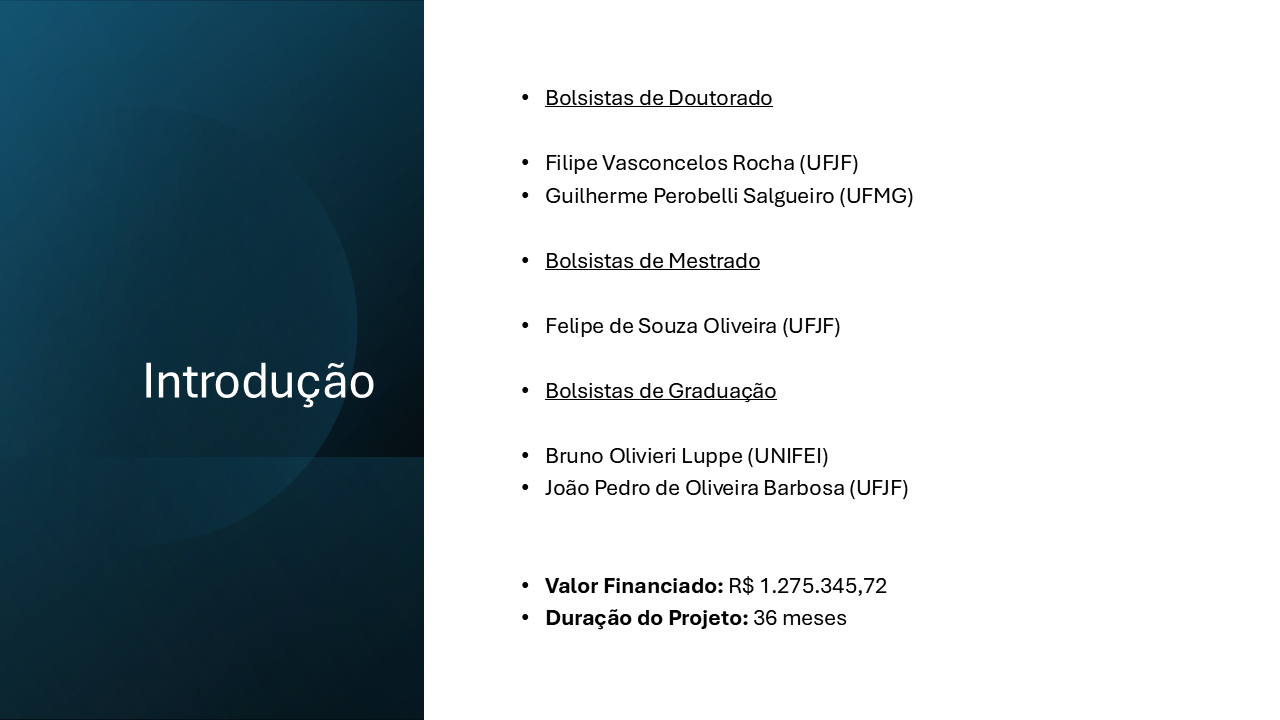 Introdução
• Bolsistas de Doutorado
• Filipe Vasconcelos Rocha (UFJF)
• Guilherme Perobelli Salgueiro (UFMG)
• Bolsistas de Mestrado
• Felipe de Souza Oliveira (UFJF)
• Bolsistas de Graduação
• Bruno Olivieri Luppe (UNIFEI)
• João Pedro de Oliveira Barbosa (UFJF)
• Valor Financiado: R$ 1.275.345,72
• Duração do Projeto: 36 meses